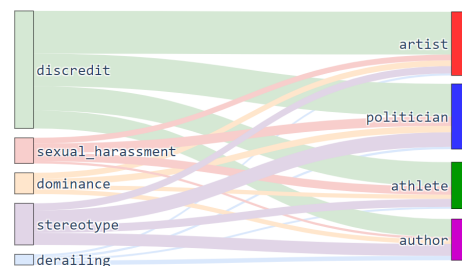 artist
discredit
politician
sexual_harassment
dominance
athlete
stereotype
author
derailing